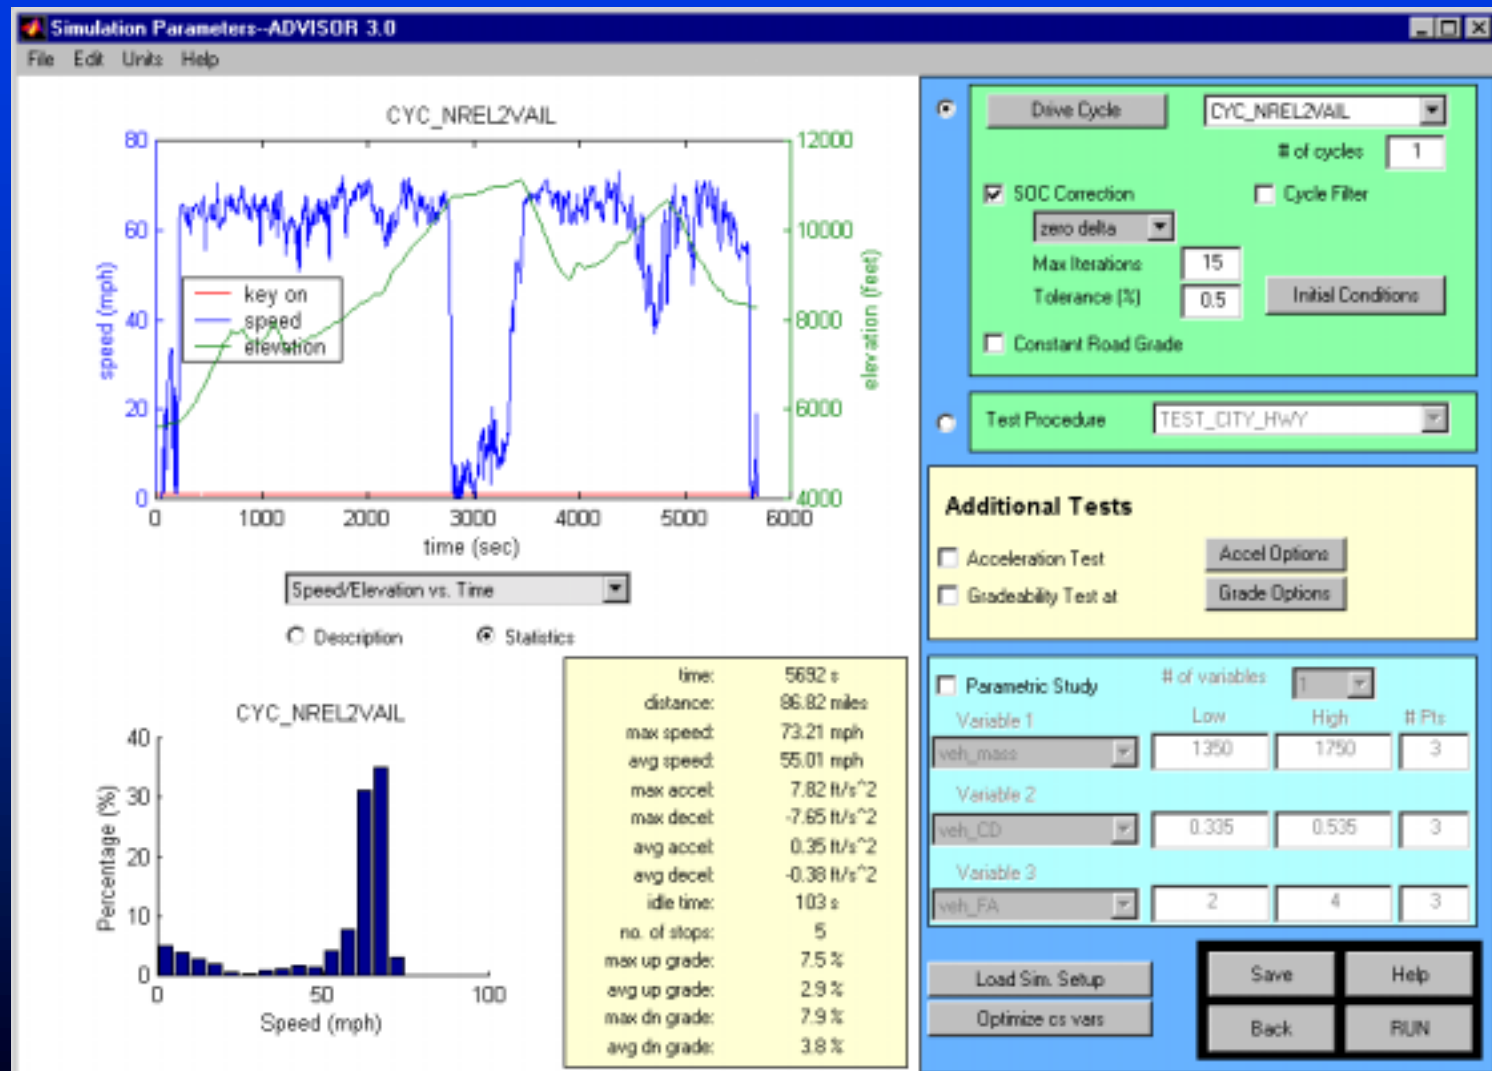 Simulation Parameters--ADVISOR 3.0
File Edit Units Help
CYC_NREL2VAIL
80
60
40
20
0
speed (mph)
key on
speed
elevation
12000
10000
8000
6000
4000
elevation (feet)
0 1000 2000 3000 4000 5000 6000
time (sec)
Speed/Elevation vs. Time
Description Statistics
CYC_NREL2VAIL
40
30
20
10
0
Percentage (%)
0 50 100
Speed (mph)
time: 5692 s
distance: 86.82 miles
max speed: 73.21 mph
avg speed: 55.01 mph
max accel: 7.82 ft/s^2
max decel: -7.65 ft/s^2
avg accel: 0.35 ft/s^2
avg decel: -0.38 ft/s^2
idle time: 103 s
no. of stops: 5
max up grade: 7.5 %
avg up grade: 2.9 %
max dn grade: 7.9 %
avg dn grade: 3.8 %
Drive Cycle CYC_NREL2VAIL
# of cycles 1
SOC Correction Cycle Filter
zero delta
Max Iterations 15
Tolerance (%) 0.5 Initial Conditions
Constant Road Grade
Test Procedure TEST_CITY_HWY
Additional Tests
Acceleration Test Accel Options
Gradeability Test at Grade Options
Parametric Study # of variables 1
Variable 1 Low High # Pts
veh_mass 1350 1750 3
Variable 2
veh_CD 0.335 0.535 3
Variable 3
veh_FA 2 4 3
Load Sim. Setup Save Help
Optimize cs vars Back RUN